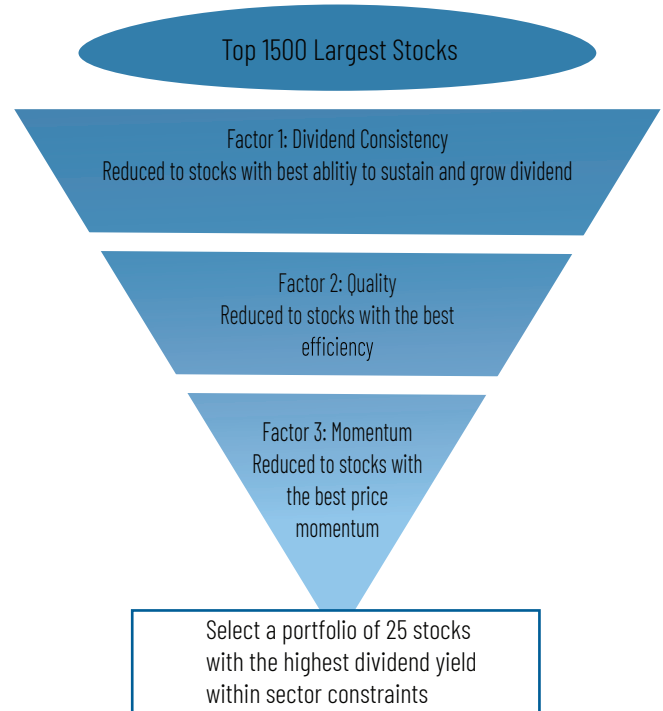 Top 1500 Largest Stocks
Factor 1: Dividend Consistency
Reduced to stocks with best ablitiy to sustain and grow dividend
Factor 2: Quality
Reduced to stocks with the best
efficiency
Factor 3: Momentum
Reduced to stocks with
the best price
momentum
Select a portfolio of 25 stocks
with the highest dividend yield
within sector constraints